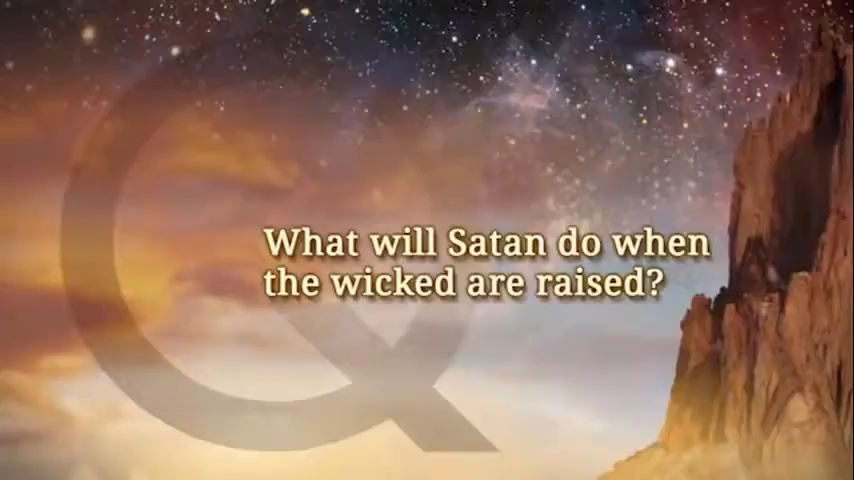 What will Satan do when
the wicked are raised?